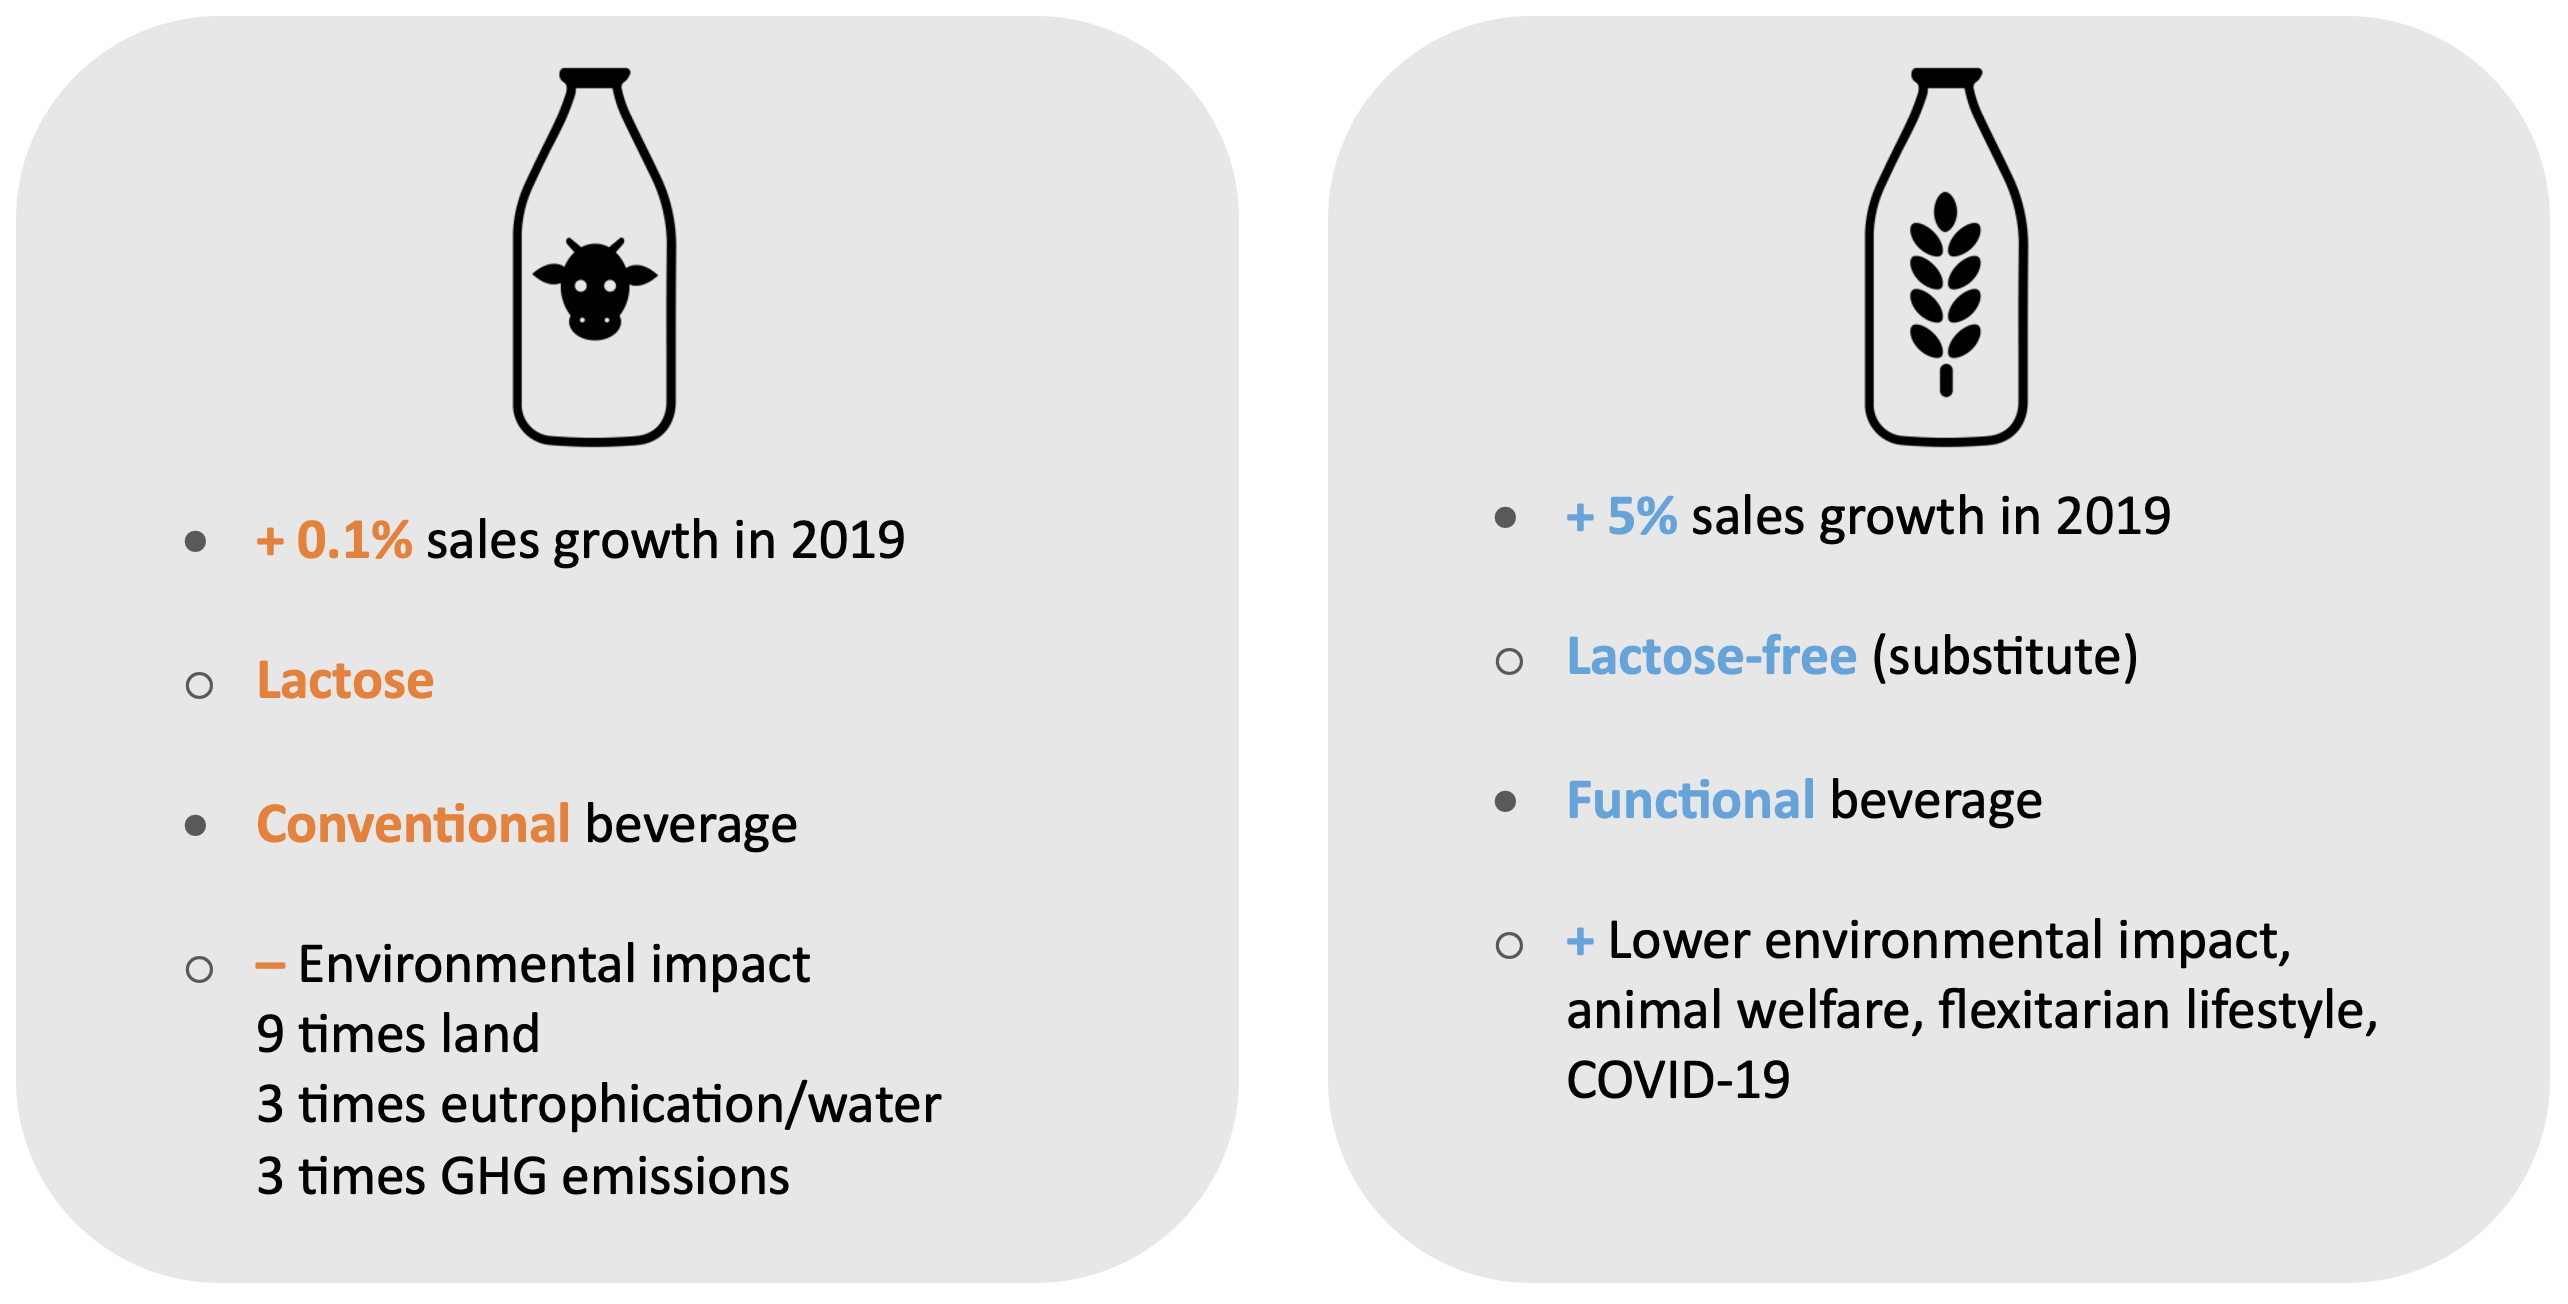 + 0.1% sales growth in 2019
Lactose
Conventional beverage
– Environmental impact
9 times land
3 times eutrophication/water
3 times GHG emissions
+ 5% sales growth in 2019
Lactose-free (substitute)
Functional beverage
+ Lower environmental impact,
animal welfare, flexitarian lifestyle,
COVID-19